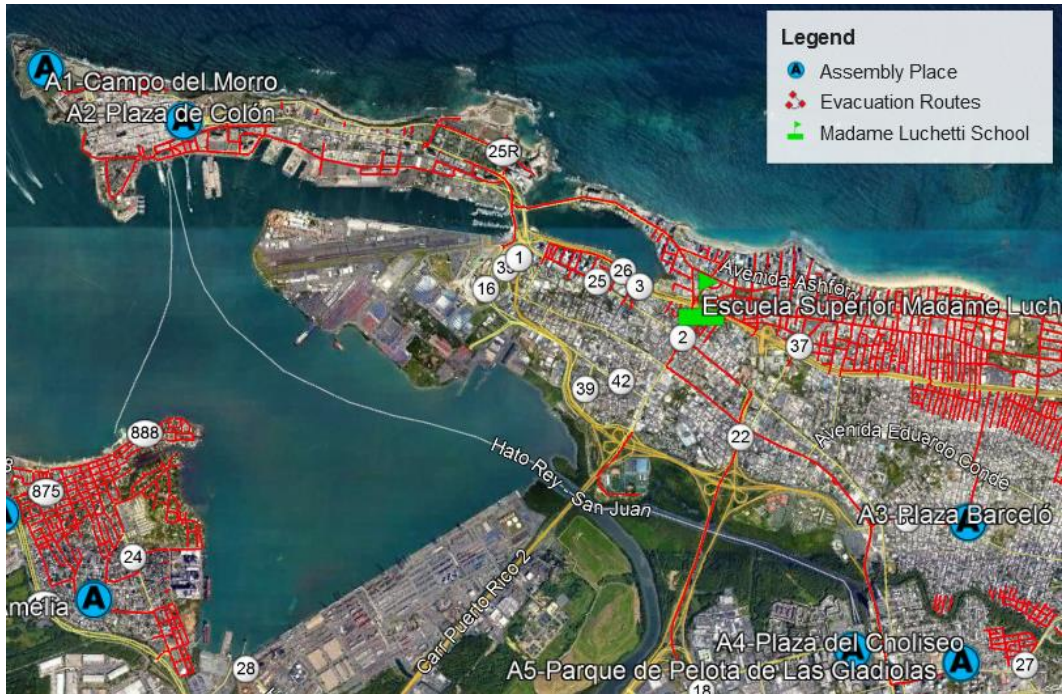 Legend
A Assembly Place
Evacuation Routes
Madame Luchetti School
A
A1-Campo del Morro
A2-Plaza de Colón
A
25R
1
16
25
26
3
Avenida Ashford
Escuela Superior Madame Luch
2
37
39
42
22
888
875
24
Hato Rey - San Juan
Avenida Eduardo Conde
A3-Plaza Barceló
A
Amelia
A
Carr Puerto Rico 2
A4-Plaza del Choliseo
A5-Parque de Pelota de Las Gladiolas
A
A
28
18
27